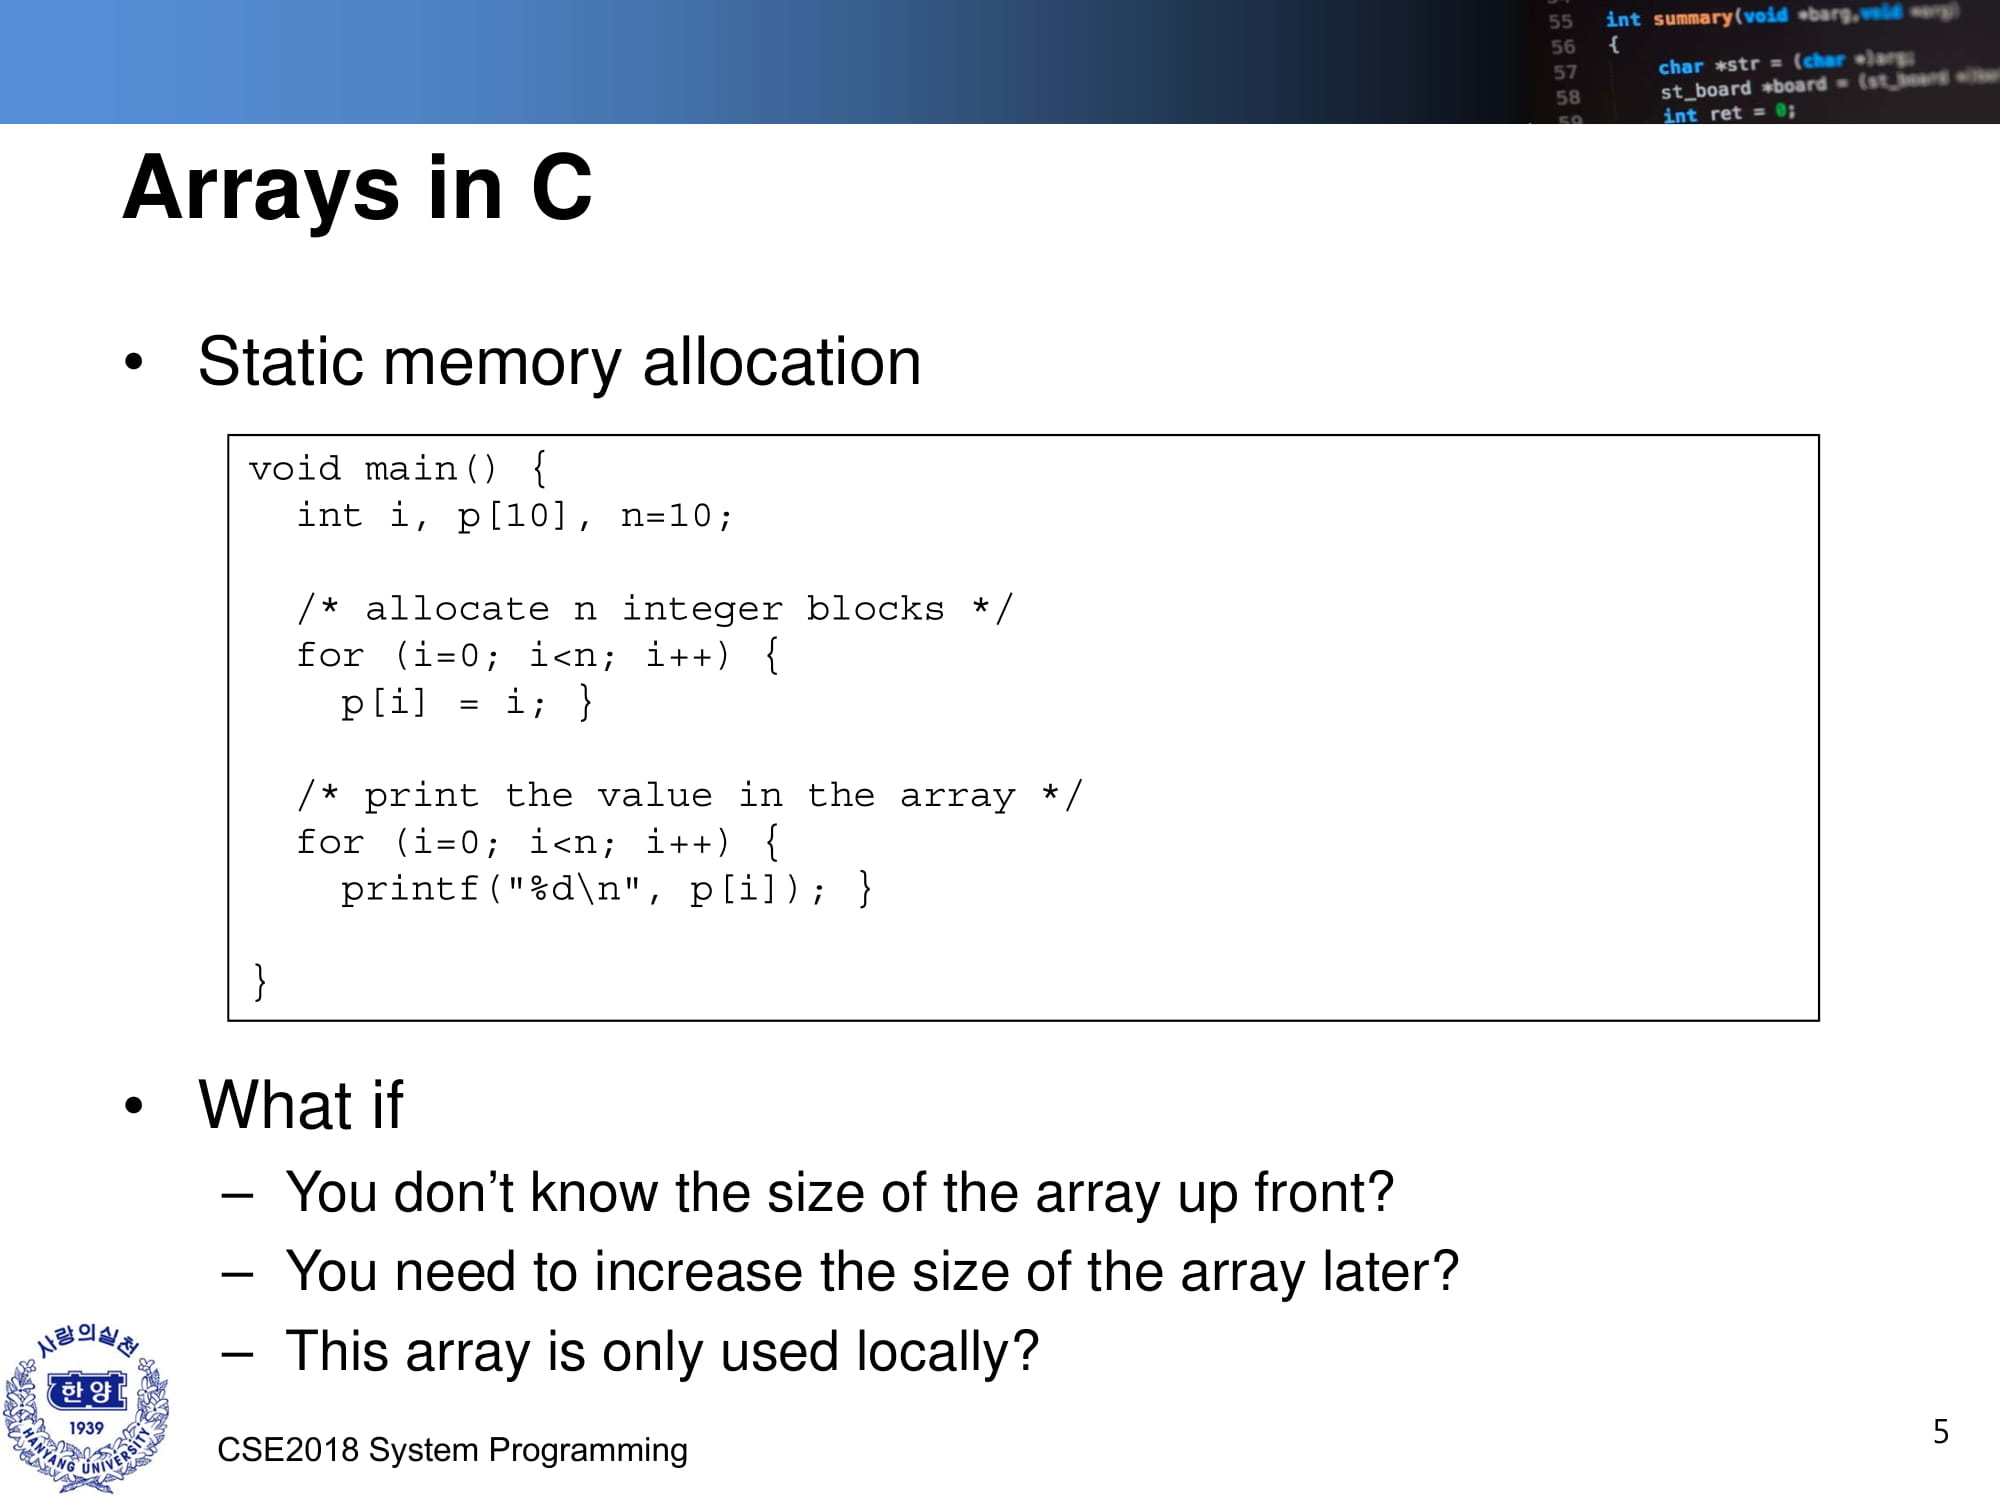 55 int summary(void *barg,void *arg)
56 {
57 char *str = (char *)arg;
58 st_board *board = (st_board
59 int ret = 0;
Arrays in C
• Static memory allocation
void main() {
int i, p[10], n=10;
/* allocate n integer blocks */
for (i=0; i<n; i++) {
p[i] = i; }
/* print the value in the array */
for (i=0; i<n; i++) {
printf("%d\n", p[i]); }
}
• What if
– You don’t know the size of the array up front?
– You need to increase the size of the array later?
– This array is only used locally?
사랑의실천
한양
1939
HANYANG UNIVERSITY
CSE2018 System Programming
5